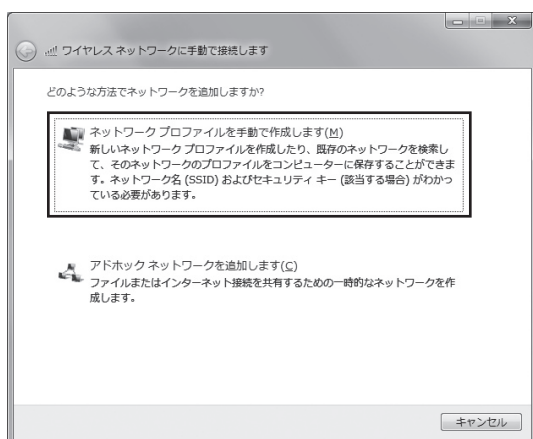 ワイヤレス ネットワークに手動で接続します
どのような方法でネットワークを追加しますか?
ネットワーク プロファイルを手動で作成します(M)
新しいネットワーク プロファイルを作成したり、既存のネットワークを検索し
て、そのネットワークのプロファイルをコンピューターに保存することができま
す。ネットワーク名 (SSID) およびセキュリティ キー (該当する場合) がわかっ
ている必要があります。
アドホック ネットワークを追加します(C)
ファイルまたはインターネット接続を共有するための一時的なネットワークを作
成します。
キャンセル